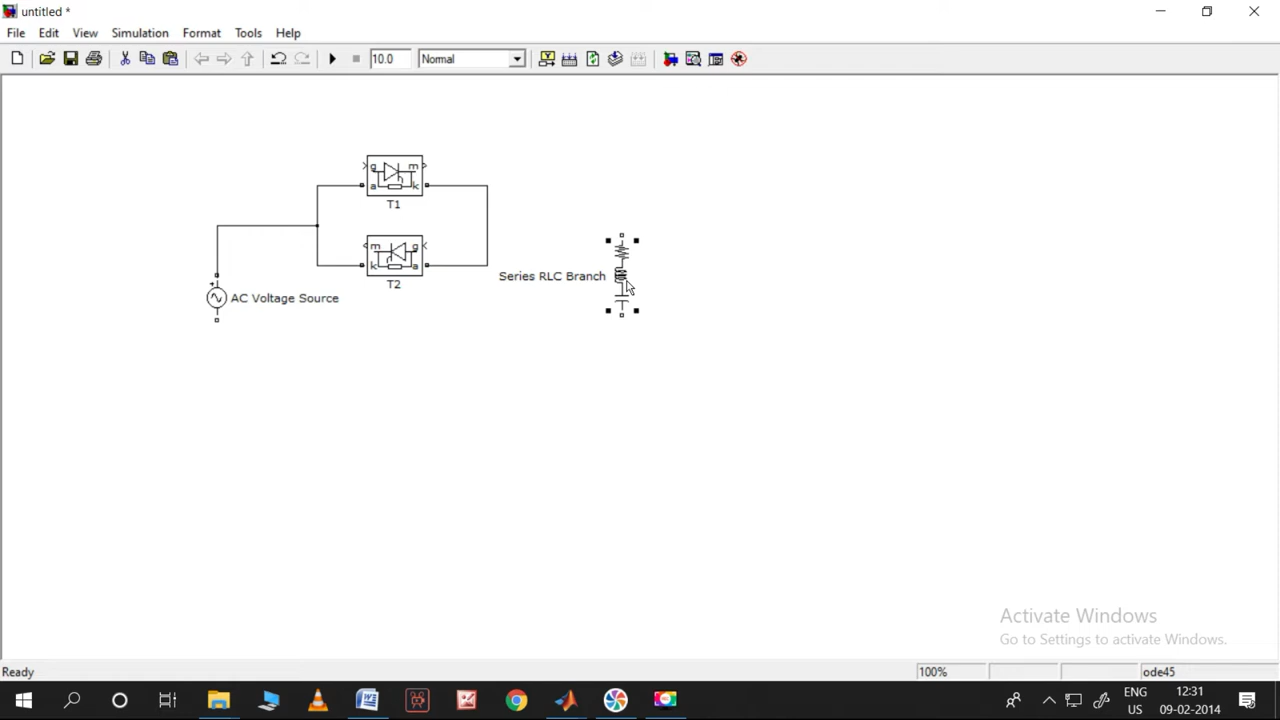 untitled *
File Edit View Simulation Format Tools Help
10.0 Normal
g m
a k
T1
m g
k a
T2
Series RLC Branch
+
AC Voltage Source
Activate Windows
Go to Settings to activate Windows.
Ready 100% ode45
ENG 12:31
US 09-02-2014